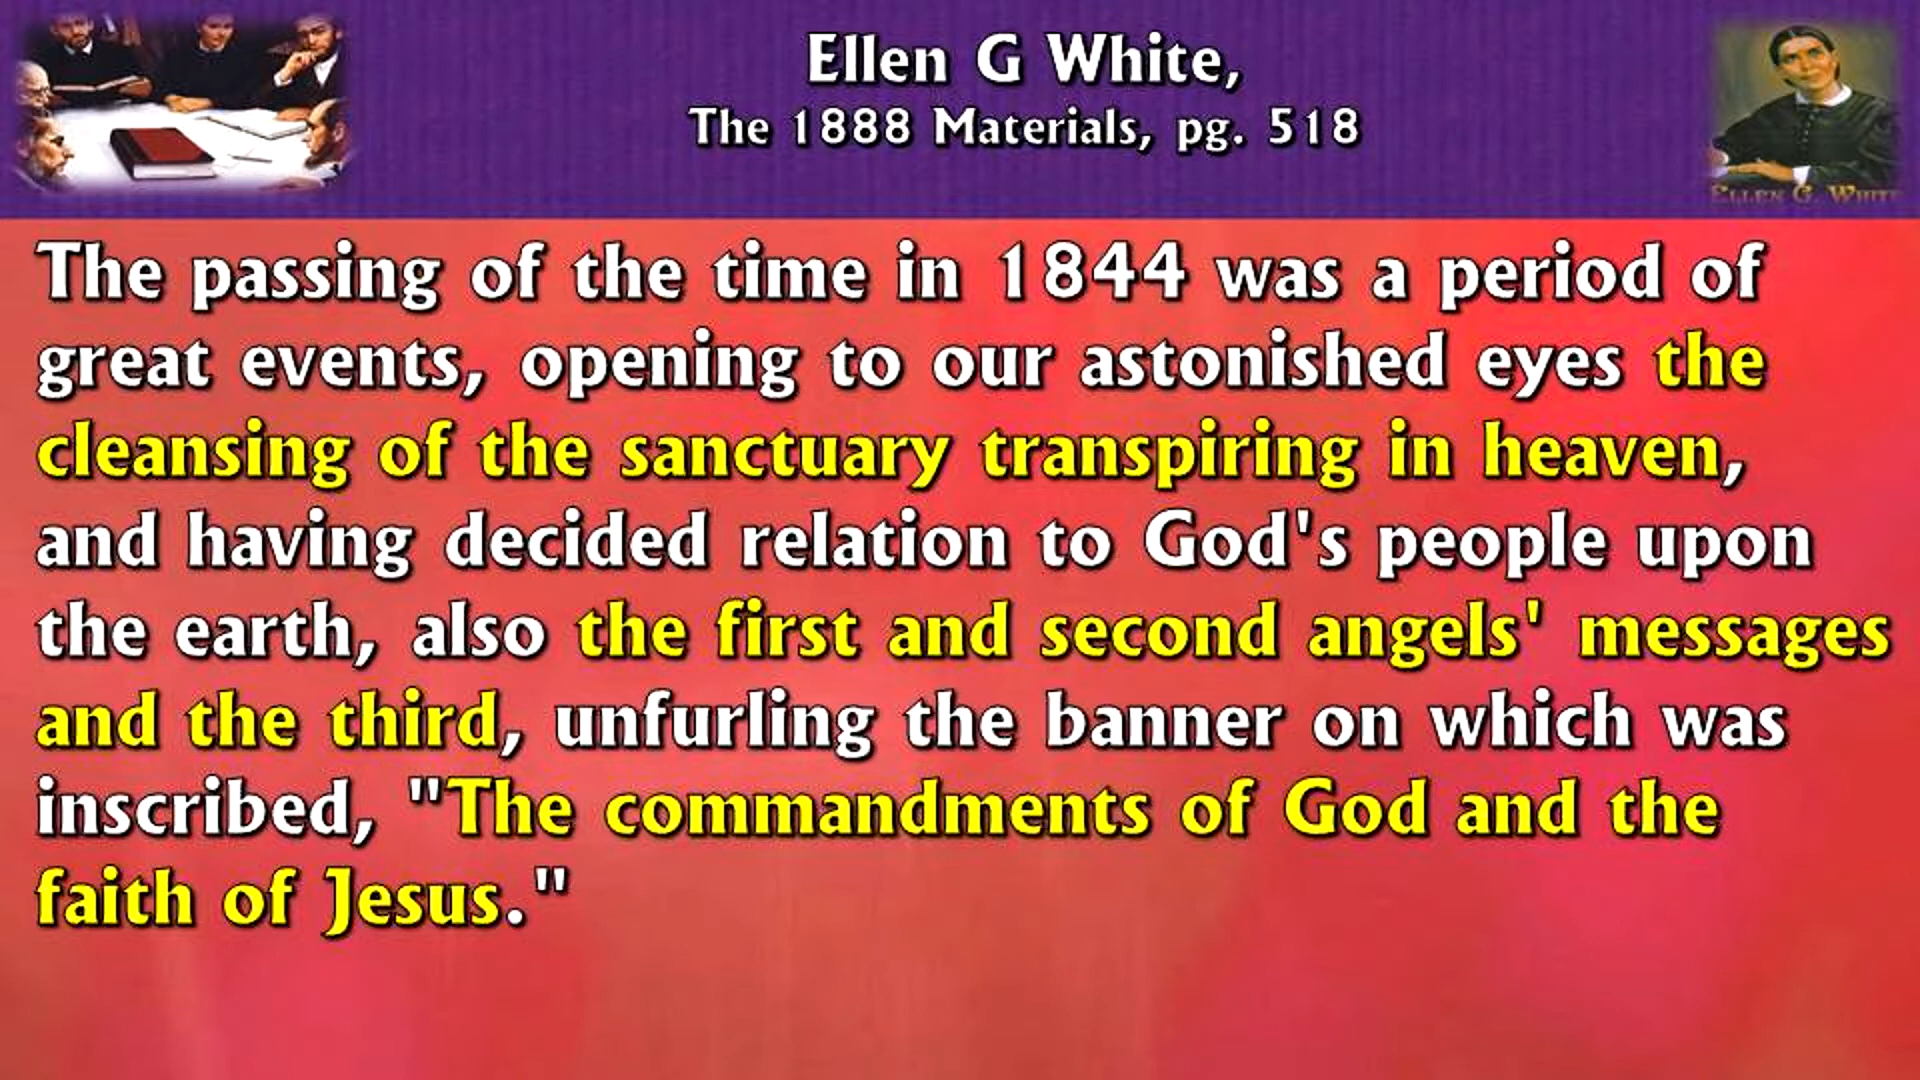 Ellen G White,
The 1888 Materials, pg. 518
ELLEN G. WHITE
The passing of the time in 1844 was a period of
great events, opening to our astonished eyes the
cleansing of the sanctuary transpiring in heaven,
and having decided relation to God's people upon
the earth, also the first and second angels' messages
and the third, unfurling the banner on which was
inscribed, "The commandments of God and the
faith of Jesus."